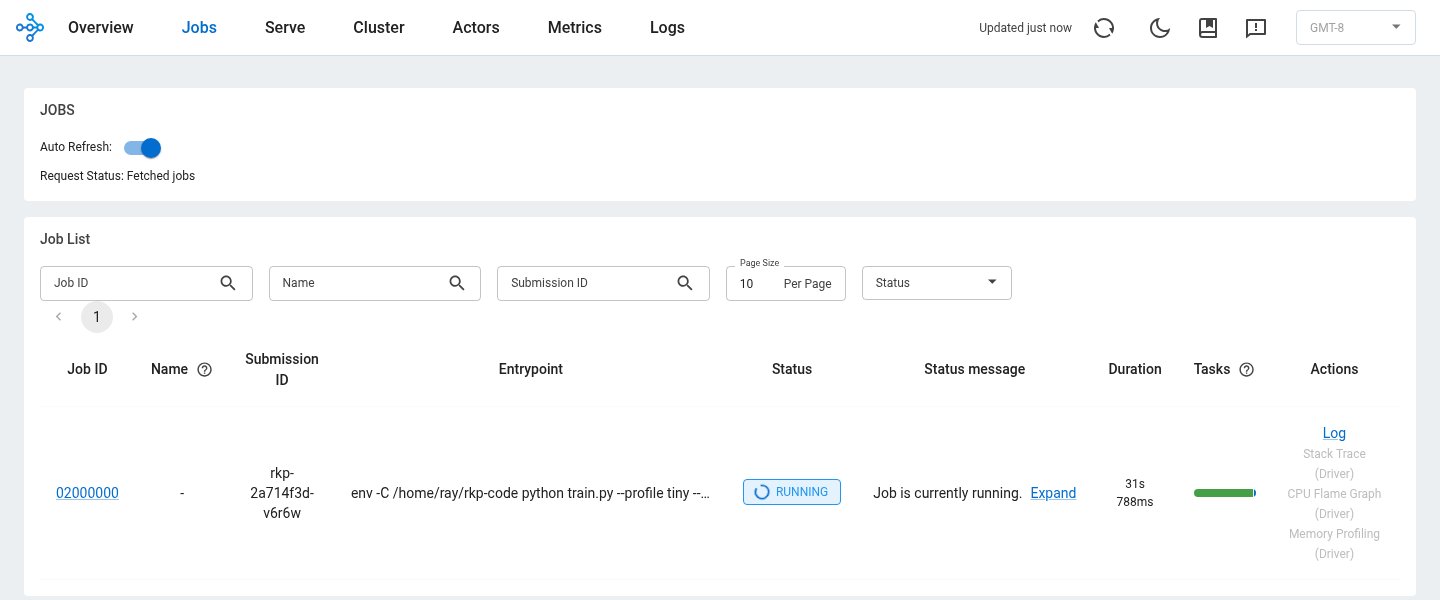 Overview Jobs Serve Cluster Actors Metrics Logs Updated just now GMT-8
JOBS
Auto Refresh:
Request Status: Fetched jobs
Job List
Page Size
Job ID Name Submission ID 10 Per Page Status
1
Job ID Name Submission ID Entrypoint Status Status message Duration Tasks Actions
02000000
-
rkp-
2a714f3d-
v6r6w
env -C /home/ray/rkp-code python train.py --profile tiny --…
RUNNING
Job is currently running. Expand
31s
788ms
Log
Stack Trace
(Driver)
CPU Flame Graph
(Driver)
Memory Profiling
(Driver)